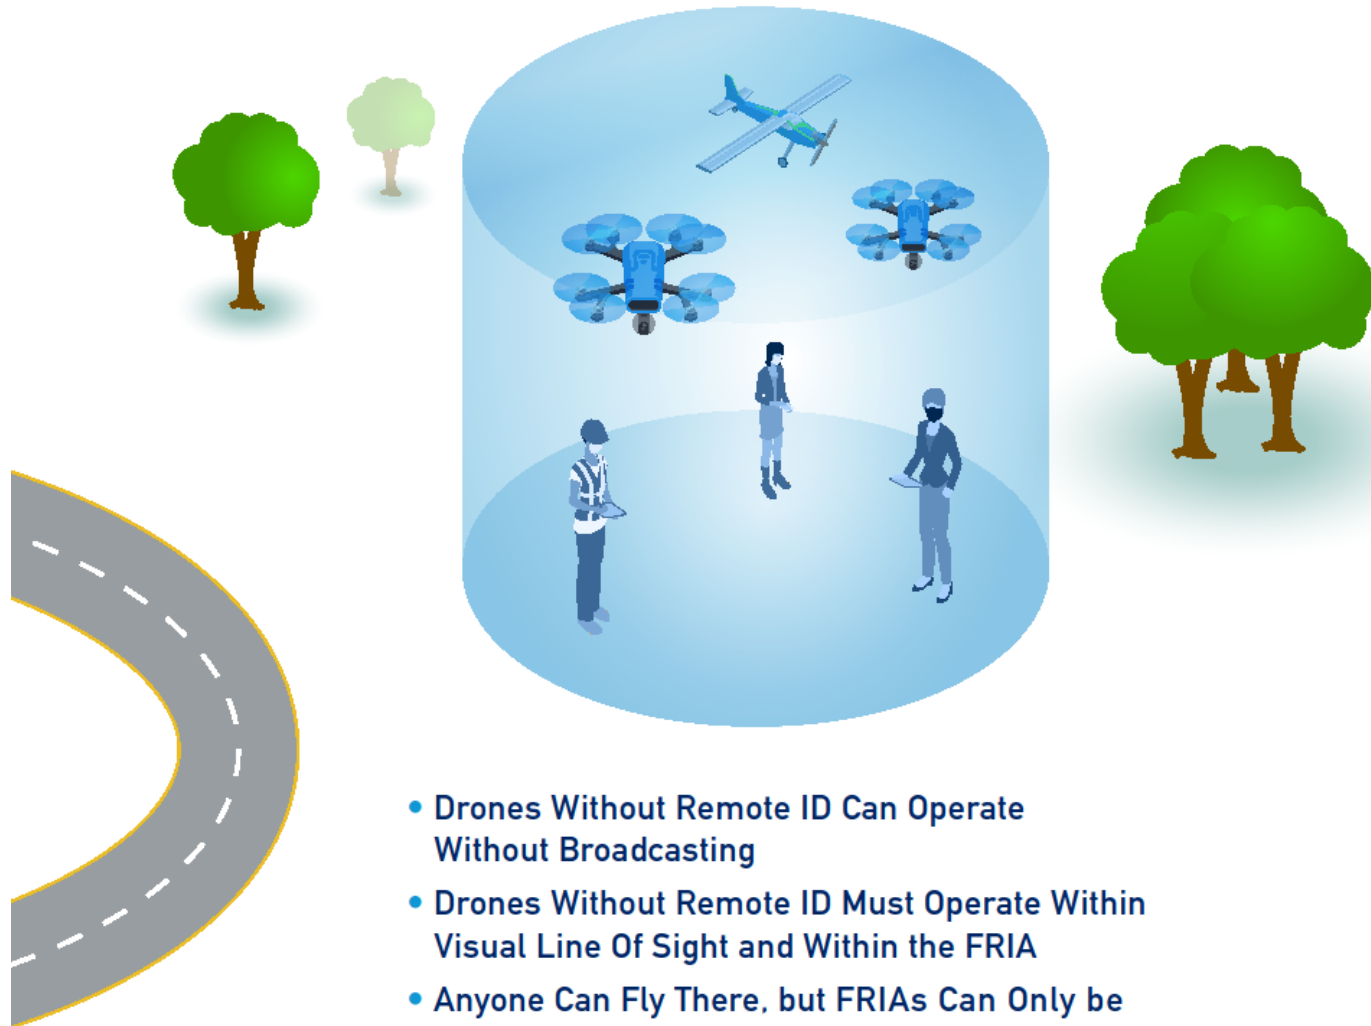 • Drones Without Remote ID Can Operate
Without Broadcasting
• Drones Without Remote ID Must Operate Within
Visual Line Of Sight and Within the FRIA
• Anyone Can Fly There, but FRIAs Can Only be